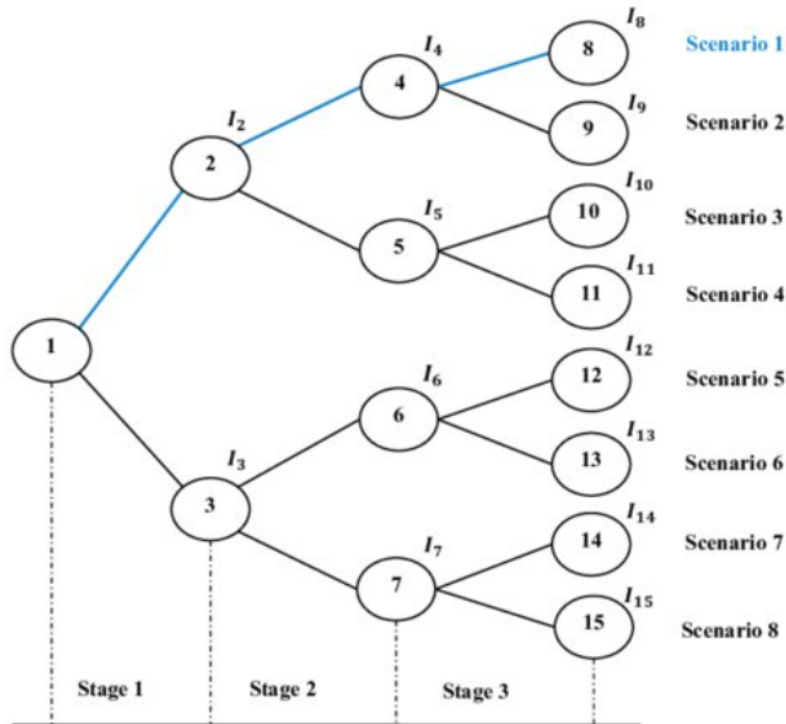 I₈
Scenario 1
I₄
8
4
I₉
I₂
9
Scenario 2
2
I₁₀
I₅
10
Scenario 3
5
I₁₁
11
Scenario 4
1
I₁₂
I₆
12
Scenario 5
6
I₁₃
I₃
13
Scenario 6
3
I₁₄
I₇
14
Scenario 7
7
I₁₅
15
Scenario 8
Stage 1 Stage 2 Stage 3